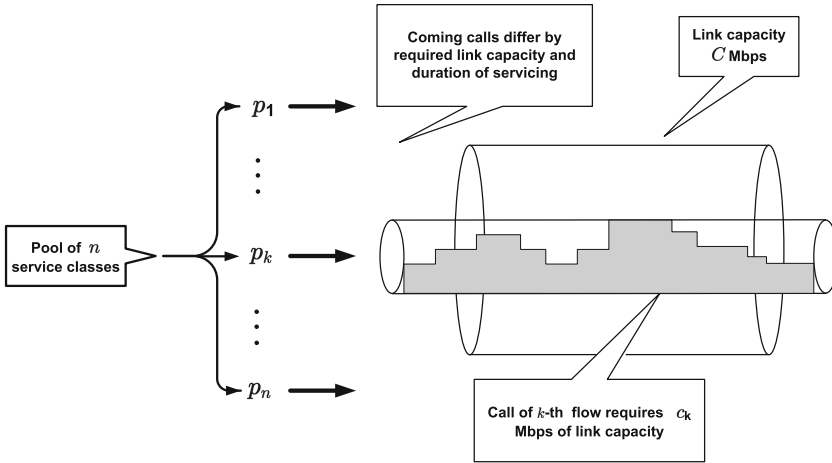 Coming calls differ by
required link capacity and
duration of servicing
Link capacity
C Mbps
p1
Pool of n
service classes
pk
pn
Call of k-th flow requires ck
Mbps of link capacity